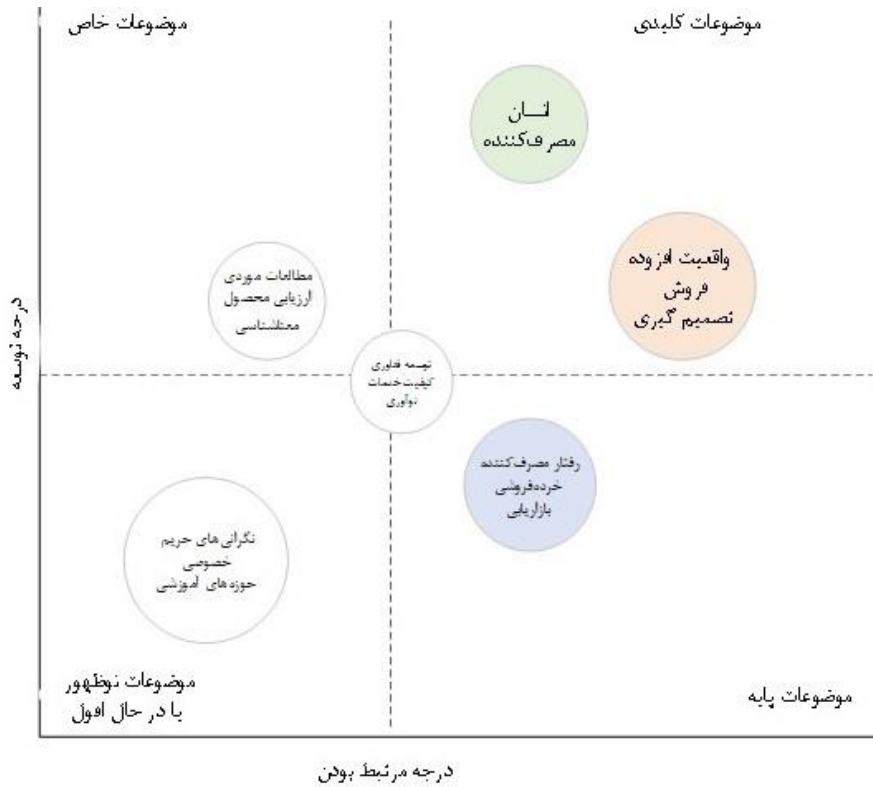 موضوعات کلیدی
موضوعات خاص
انسان
مصرف‌کننده
واقعیت افزوده
فروش
تصمیم گیری
مطالعات موردی
ارزیابی محصول
معناشناسی
توسعه فناوری
کیفیت خدمات
نوآوری
درجه توسعه
رفتار مصرف‌کننده
خرده‌فروشی
بازاریابی
نگرانی‌های حریم
خصوصی
حوزه‌های آموزشی
موضوعات پایه
موضوعات نوظهور
یا در حال افول
درجه مرتبط بودن